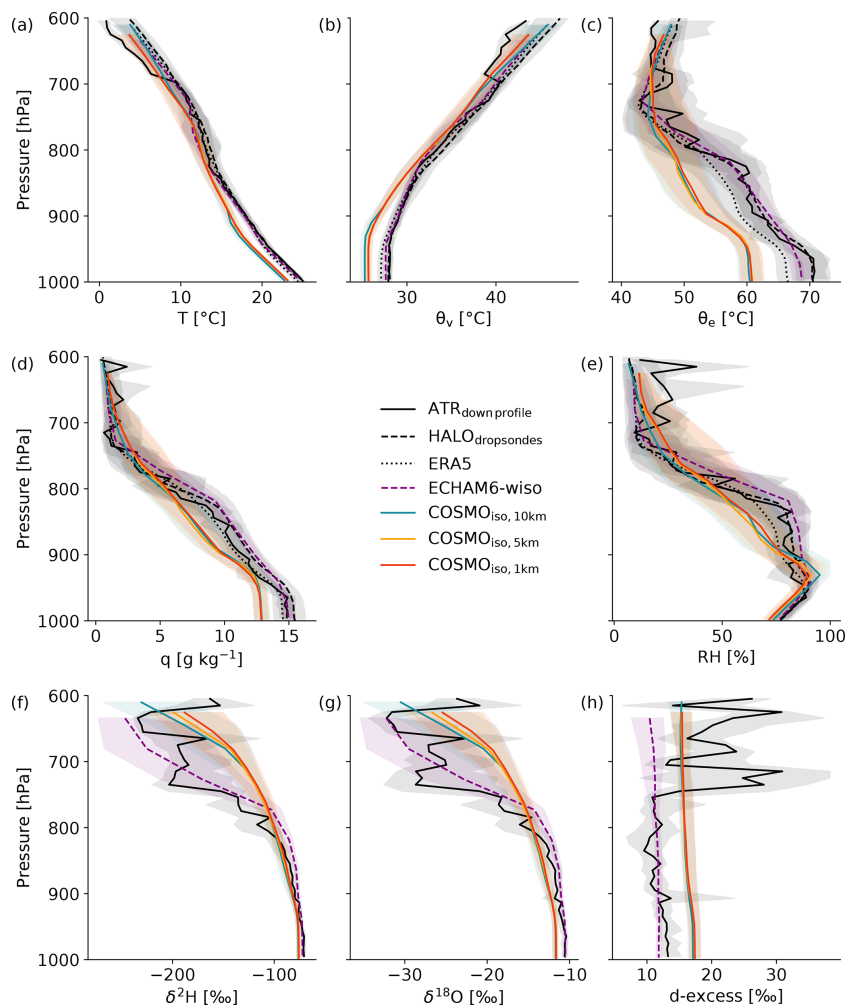 (a) (b) (c)
600
700
800
900
1000
Pressure [hPa]
0 10 20
30 40
40 50 60 70
T [°C] θv [°C] θe [°C]
(d) (e)
600
700
800
900
1000
Pressure [hPa]
ATRdown profile
HALOdropsondes
ERA5
ECHAM6-wiso
COSMOiso, 10km
COSMOiso, 5km
COSMOiso, 1km
0 5 10 15
0 50 100
q [g kg⁻¹] RH [%]
(f) (g) (h)
600
700
800
900
1000
Pressure [hPa]
−200 −100
−40 −30 −20 −10
10 20 30
δ²H [‰] δ¹⁸O [‰] d-excess [‰]